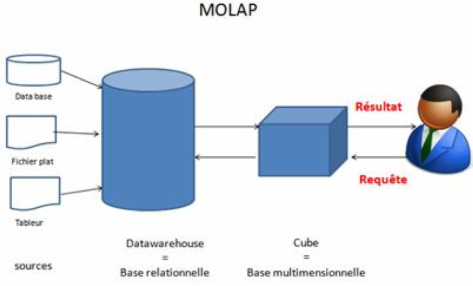 MOLAP
Data base
Fichier plat
Tableur
sources
Datawarehouse
=
Base relationnelle
Cube
=
Base multimensionnelle
Résultat
Requête